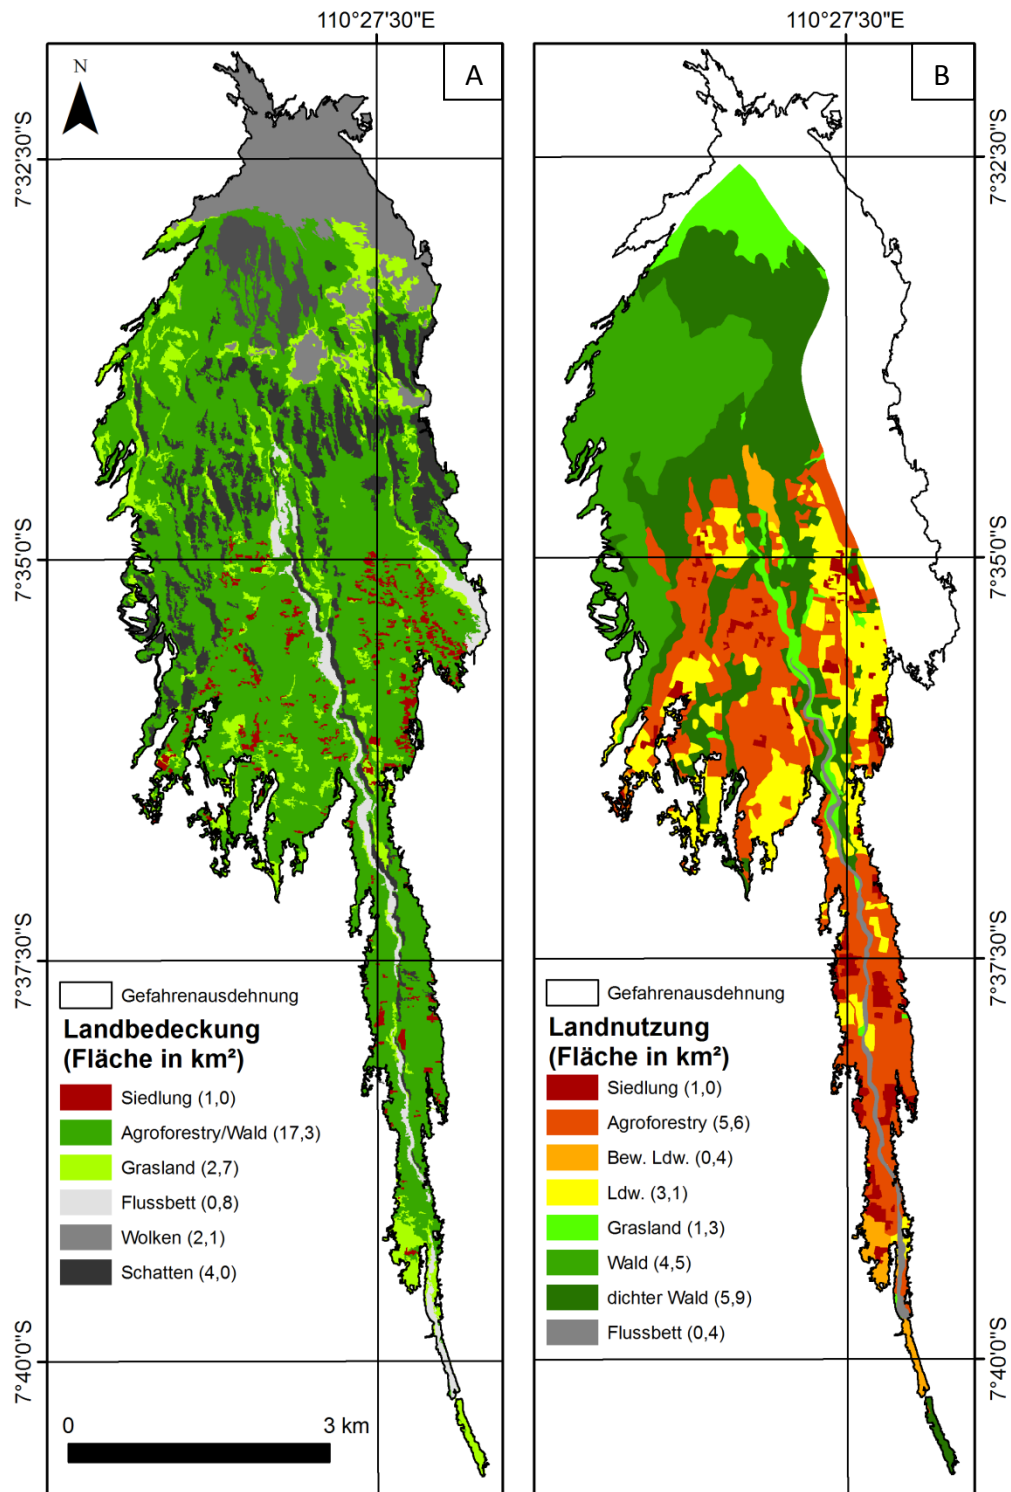 110°27'30"E
110°27'30"E
N
A
B
7°32'30"S
7°32'30"S
7°35'0"S
7°35'0"S
7°37'30"S
7°37'30"S
7°40'0"S
7°40'0"S
Gefahrenausdehnung
Landbedeckung
(Fläche in km²)
Siedlung (1,0)
Agroforestry/Wald (17,3)
Grasland (2,7)
Flussbett (0,8)
Wolken (2,1)
Schatten (4,0)
0
3 km
Gefahrenausdehnung
Landnutzung
(Fläche in km²)
Siedlung (1,0)
Agroforestry (5,6)
Bew. Ldw. (0,4)
Ldw. (3,1)
Grasland (1,3)
Wald (4,5)
dichter Wald (5,9)
Flussbett (0,4)